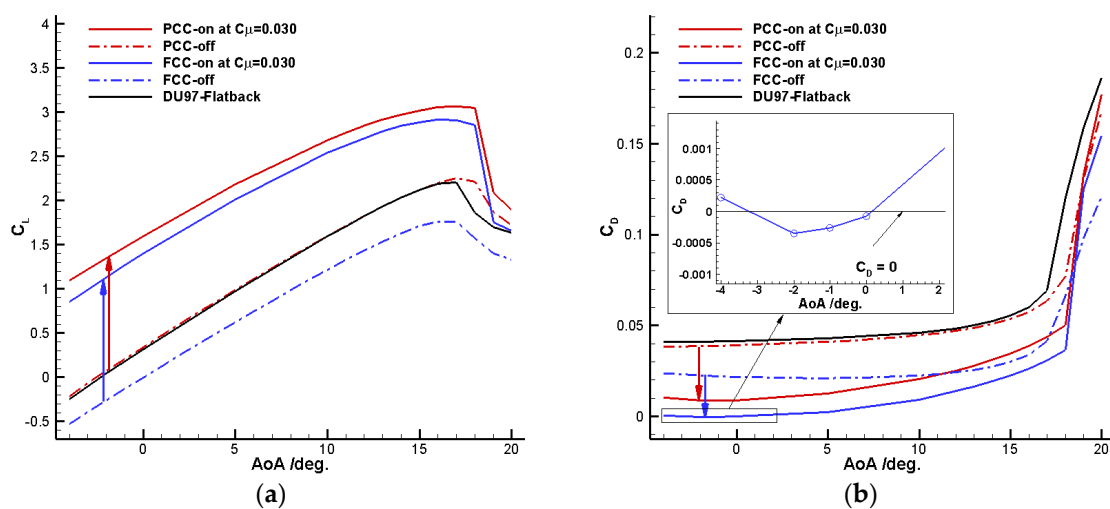 PCC-on at Cμ=0.030
PCC-off
FCC-on at Cμ=0.030
FCC-off
DU97-Flatback
4
3.5
3
2.5
2
1.5
1
0.5
0
-0.5
C_L
0 5 10 15 20
AoA /deg.
(a)
PCC-on at Cμ=0.030
PCC-off
FCC-on at Cμ=0.030
FCC-off
DU97-Flatback
0.2
0.15
0.1
0.05
0
C_D
0.001
0.0005
0
-0.0005
-0.001
C_D
C_D = 0
-4 -3 -2 -1 0 1 2
AoA /deg.
0 5 10 15 20
AoA /deg.
(b)